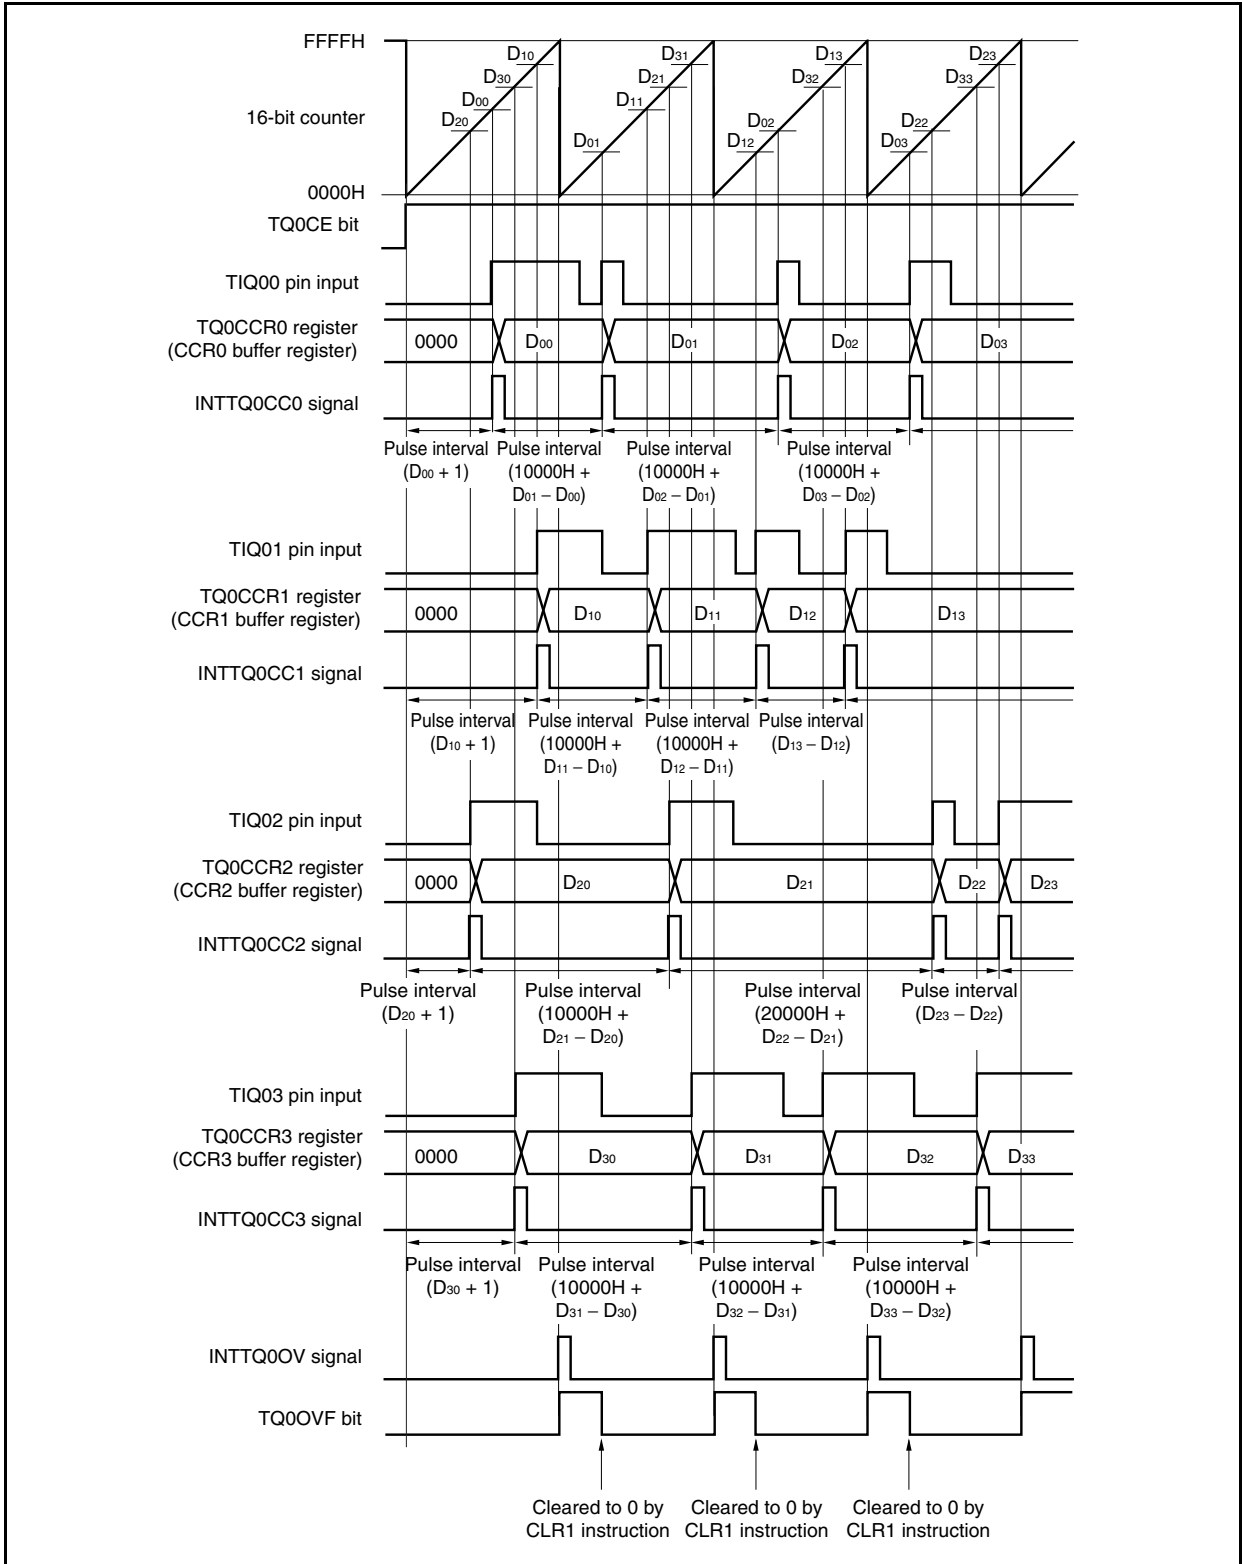 FFFFH
16-bit counter
0000H
D10
D30
D00
D20
D31
D21
D11
D01
D13
D32
D02
D12
D23
D33
D22
D03
TQ0CE bit
TIQ00 pin input
TQ0CCR0 register
(CCR0 buffer register)
0000
D00
D01
D02
D03
INTTQ0CC0 signal
Pulse interval
(D00 + 1)
Pulse interval
(10000H +
D01 – D00)
Pulse interval
(10000H +
D02 – D01)
Pulse interval
(10000H +
D03 – D02)
TIQ01 pin input
TQ0CCR1 register
(CCR1 buffer register)
0000
D10
D11
D12
D13
INTTQ0CC1 signal
Pulse interval
(D10 + 1)
Pulse interval
(10000H +
D11 – D10)
Pulse interval
(10000H +
D12 – D11)
Pulse interval
(D13 – D12)
TIQ02 pin input
TQ0CCR2 register
(CCR2 buffer register)
0000
D20
D21
D22
D23
INTTQ0CC2 signal
Pulse interval
(D20 + 1)
Pulse interval
(10000H +
D21 – D20)
Pulse interval
(20000H +
D22 – D21)
Pulse interval
(D23 – D22)
TIQ03 pin input
TQ0CCR3 register
(CCR3 buffer register)
0000
D30
D31
D32
D33
INTTQ0CC3 signal
Pulse interval
(D30 + 1)
Pulse interval
(10000H +
D31 – D30)
Pulse interval
(10000H +
D32 – D31)
Pulse interval
(10000H +
D33 – D32)
INTTQ0OV signal
TQ0OVF bit
Cleared to 0 by
CLR1 instruction
Cleared to 0 by
CLR1 instruction
Cleared to 0 by
CLR1 instruction